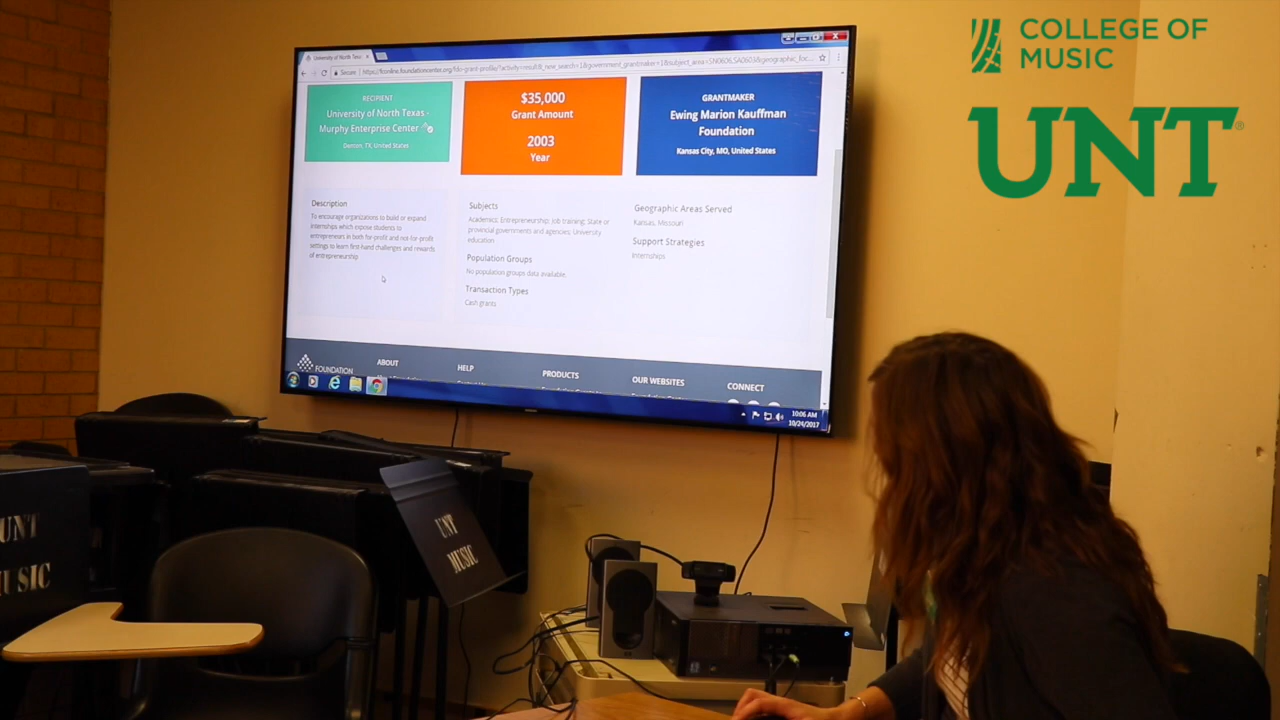 COLLEGE OF
MUSIC
UNT®
University of North Texas
Secure
RECIPIENT
University of North Texas -
Murphy Enterprise Center
Denton, TX, United States
$35,000
Grant Amount
2003
Year
GRANTMAKER
Ewing Marion Kauffman
Foundation
Kansas City, MO, United States
Description
To encourage organizations to build or expand
internships which expose students to
entrepreneurs in both for-profit and not-for-profit
settings to learn first-hand challenges and rewards
of entrepreneurship
Subjects
Academics; Entrepreneurship; Job training; State or
provincial governments and agencies; University
education
Population Groups
No population groups data available.
Transaction Types
Cash grants
Geographic Areas Served
Kansas, Missouri
Support Strategies
Internships
FOUNDATION
ABOUT
HELP
PRODUCTS
OUR WEBSITES
CONNECT
10:06 AM
10/24/2017
UNT
MUSIC
UNT
MUSIC